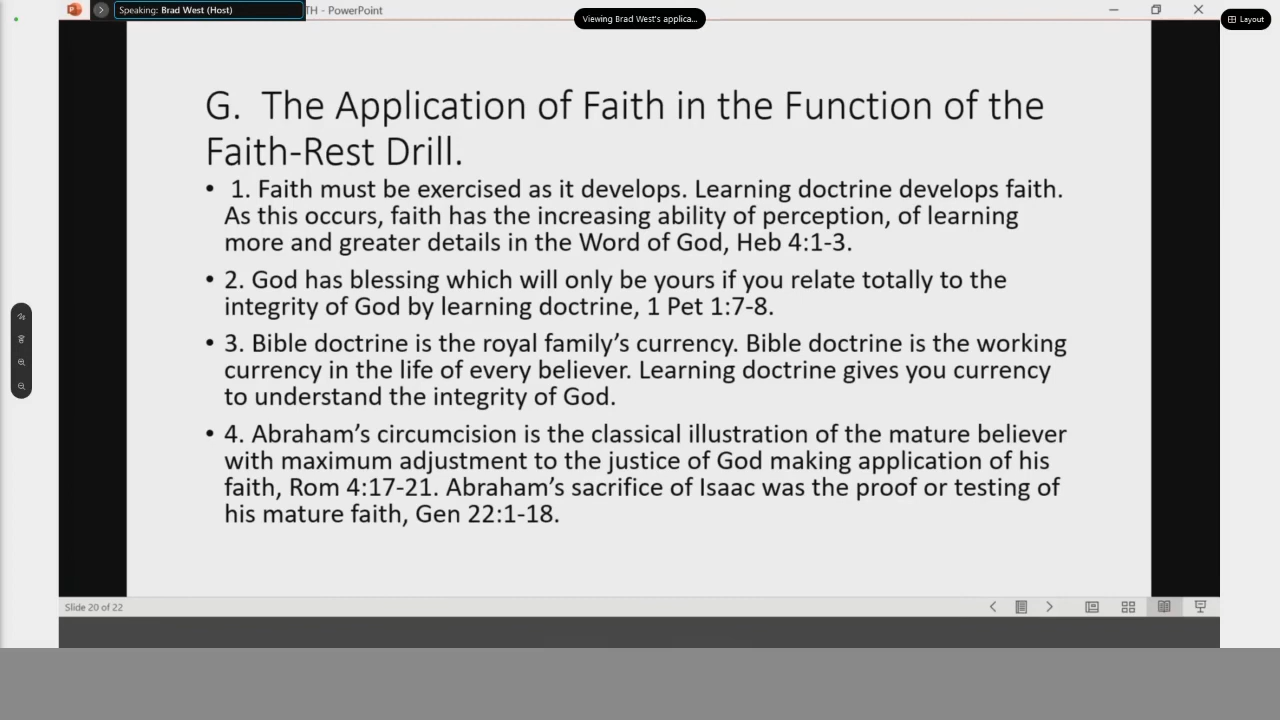 Speaking: Brad West (Host)
TH - PowerPoint
Viewing Brad West's applica...
Layout
G. The Application of Faith in the Function of the
Faith-Rest Drill.
• 1. Faith must be exercised as it develops. Learning doctrine develops faith.
As this occurs, faith has the increasing ability of perception, of learning
more and greater details in the Word of God, Heb 4:1-3.
• 2. God has blessing which will only be yours if you relate totally to the
integrity of God by learning doctrine, 1 Pet 1:7-8.
• 3. Bible doctrine is the royal family’s currency. Bible doctrine is the working
currency in the life of every believer. Learning doctrine gives you currency
to understand the integrity of God.
• 4. Abraham’s circumcision is the classical illustration of the mature believer
with maximum adjustment to the justice of God making application of his
faith, Rom 4:17-21. Abraham’s sacrifice of Isaac was the proof or testing of
his mature faith, Gen 22:1-18.
Slide 20 of 22